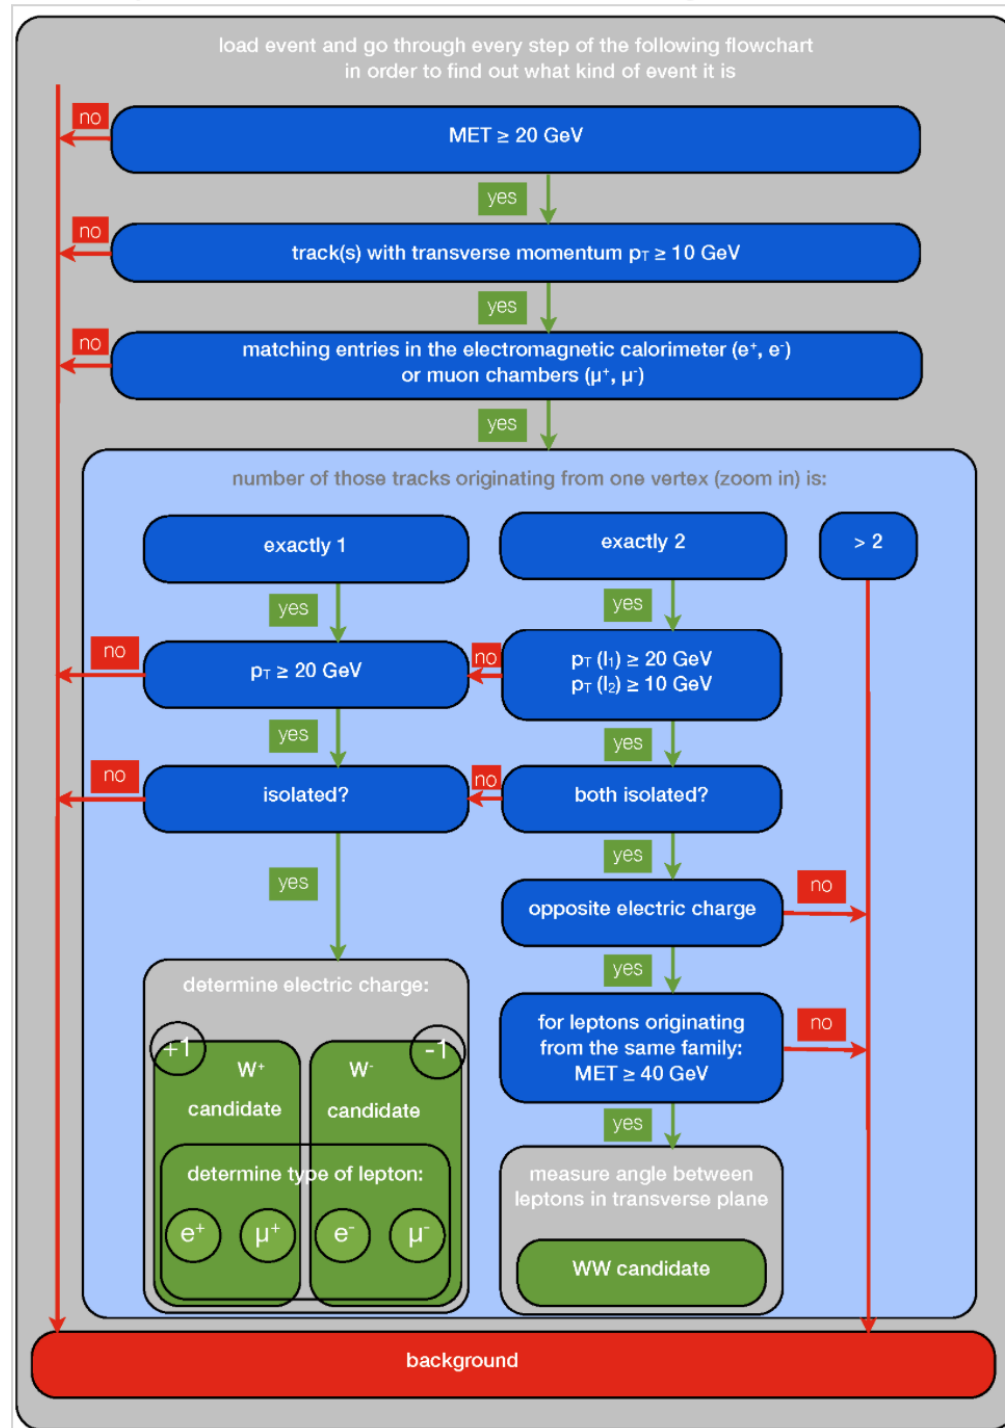 load event and go through every step of the following flowchart
in order to find out what kind of event it is
no
MET ≥ 20 GeV
yes
no
track(s) with transverse momentum pT ≥ 10 GeV
yes
no
matching entries in the electromagnetic calorimeter (e⁺, e⁻)
or muon chambers (μ⁺, μ⁻)
yes
number of those tracks originating from one vertex (zoom in) is:
exactly 1
exactly 2
> 2
yes
yes
no
pT ≥ 20 GeV
no
pT (l₁) ≥ 20 GeV
pT (l₂) ≥ 10 GeV
yes
yes
no
isolated?
no
both isolated?
yes
yes
opposite electric charge
no
yes
determine electric charge:
+1
-1
W⁺
candidate
W⁻
candidate
determine type of lepton:
e⁺
μ⁺
e⁻
μ⁻
for leptons originating
from the same family:
MET ≥ 40 GeV
no
yes
measure angle between
leptons in transverse plane
WW candidate
background